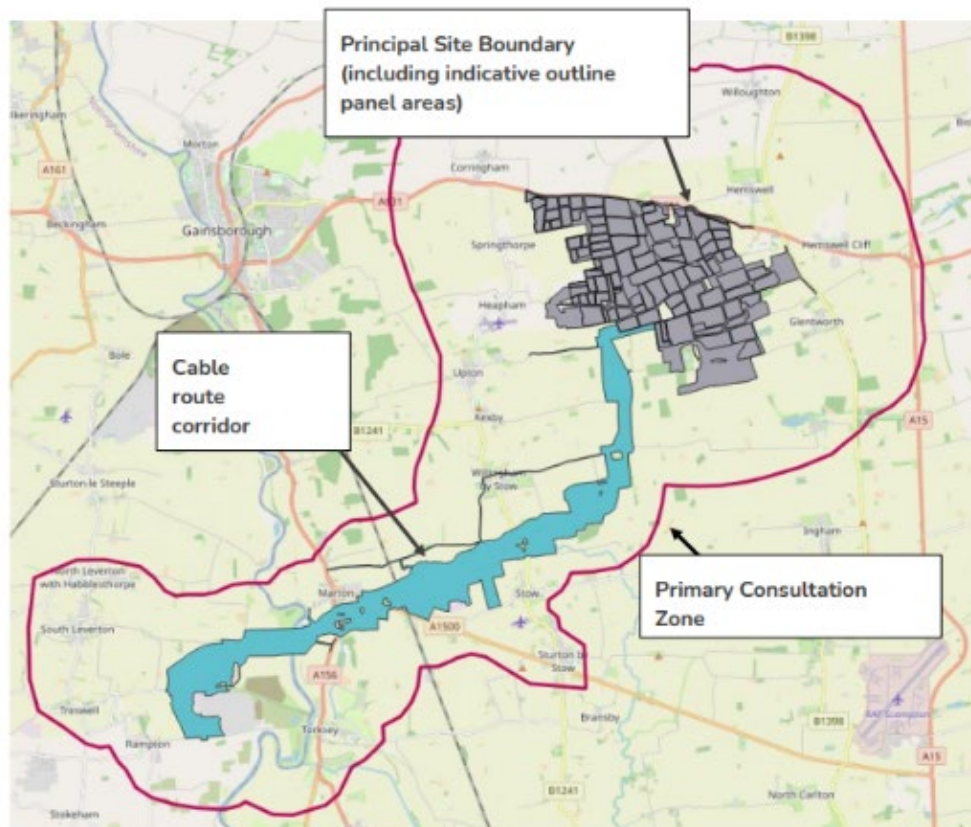 Principal Site Boundary
(including indicative outline
panel areas)
B1398
Willoughton
Morton
Corringham
A161
Hemswell
Beckingham
Gainsborough
Springthorpe
Hemswell Cliff
Heapham
Glentworth
Bole
Cable
route
corridor
Upton
Kexby
A15
B1241
Willingham
by Stow
Sturton le Steeple
Ingham
North Leverton
with Habblesthorpe
Marton
Stow
Primary Consultation
Zone
South Leverton
A1500
Sturton by
Stow
A156
Treswell
Torksey
Bransby
B1398
RAF Scampton
Rampton
A15
Stokeham
B1241
North Carlton